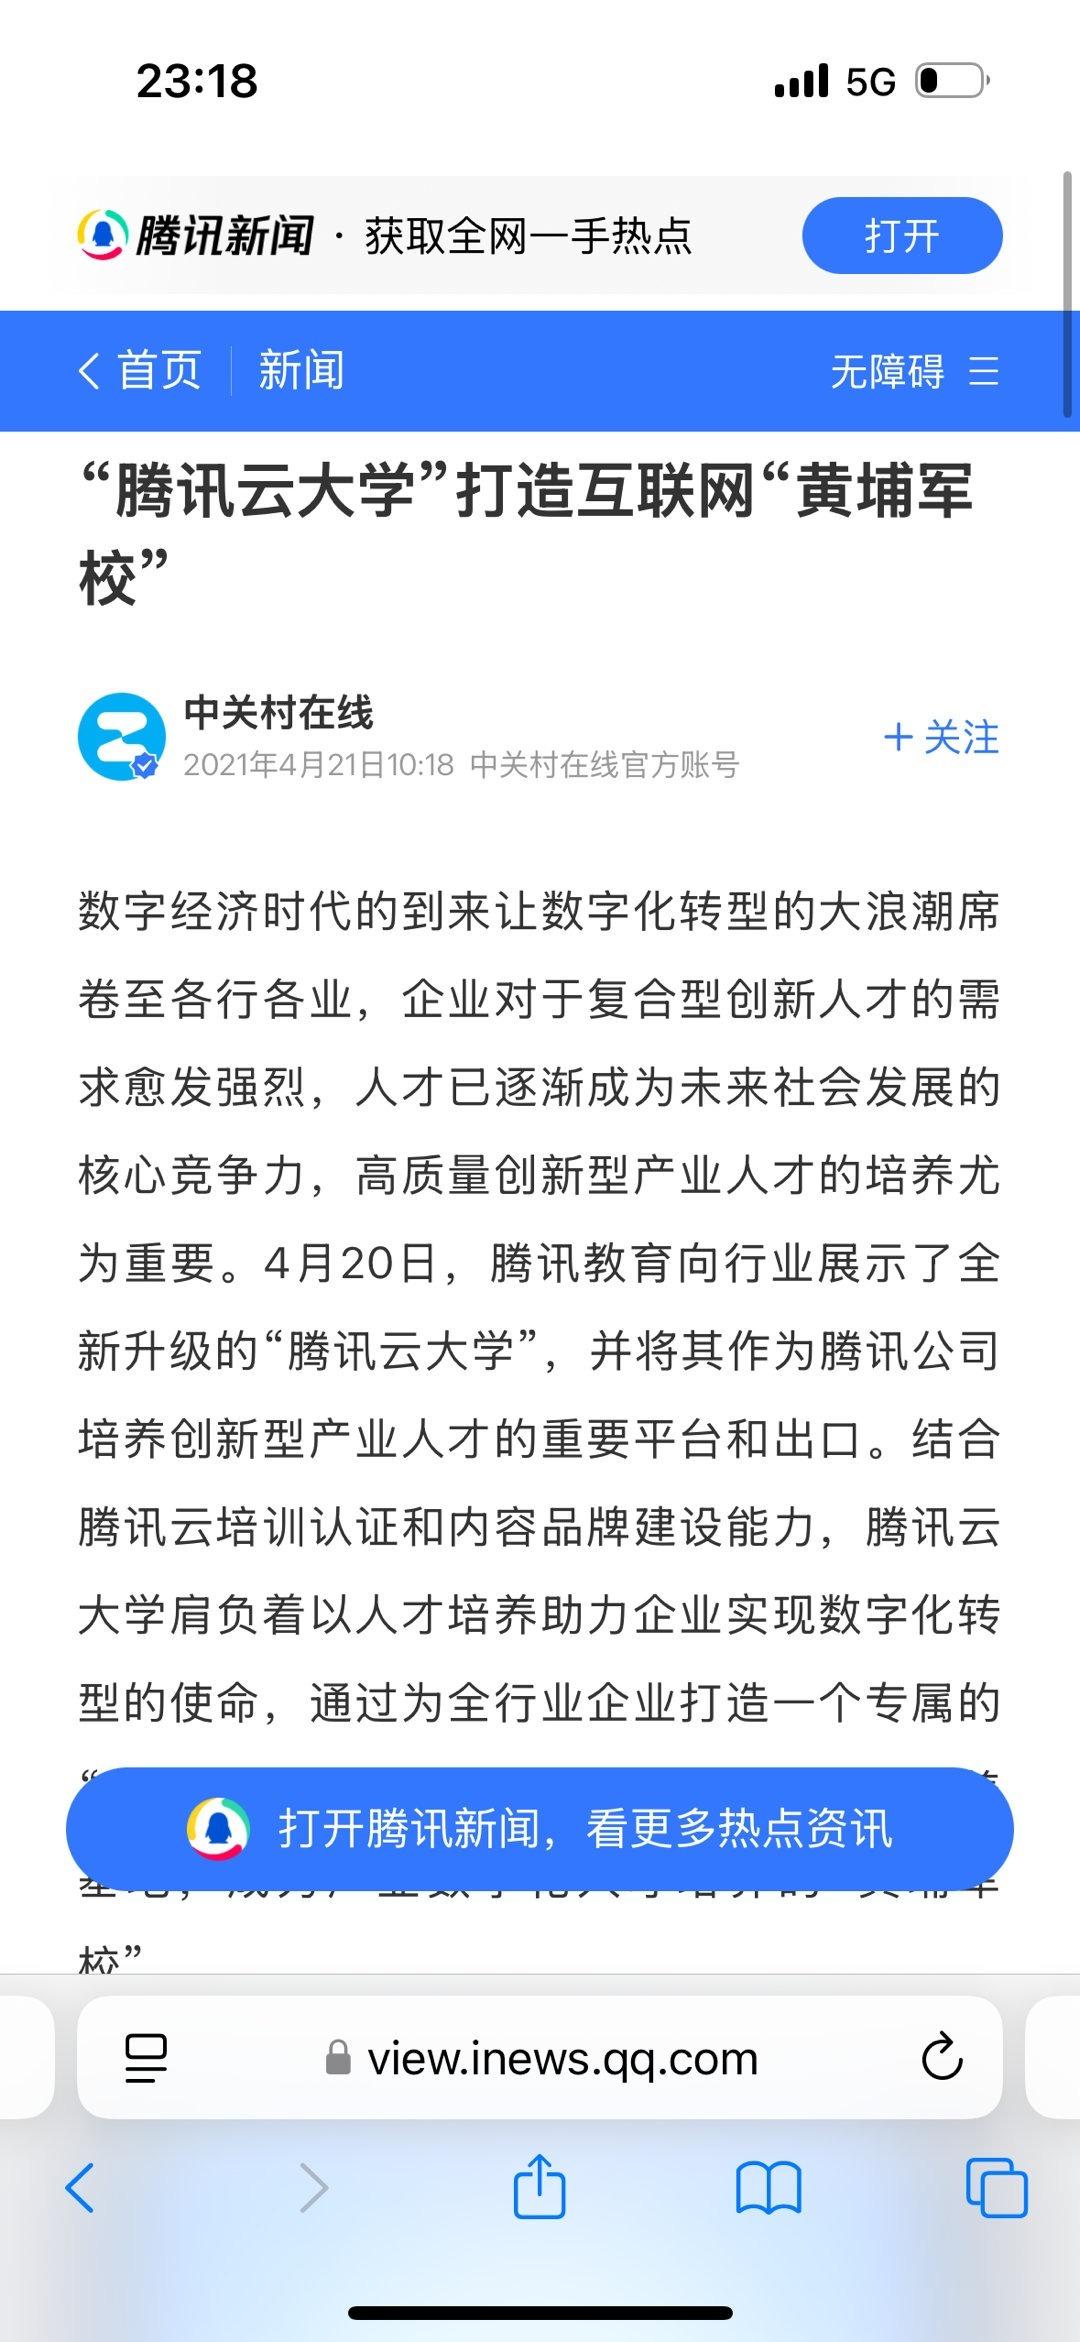 23:18
5G
腾讯新闻 · 获取全网一手热点
打开
首页
新闻
无障碍
“腾讯云大学”打造互联网“黄埔军
校”
中关村在线
2021年4月21日10:18 中关村在线官方账号
+ 关注
数字经济时代的到来让数字化转型的大浪潮席
卷至各行各业，企业对于复合型创新人才的需
求愈发强烈，人才已逐渐成为未来社会发展的
核心竞争力，高质量创新型产业人才的培养尤
为重要。4月20日，腾讯教育向行业展示了全
新升级的“腾讯云大学”，并将其作为腾讯公司
培养创新型产业人才的重要平台和出口。结合
腾讯云培训认证和内容品牌建设能力，腾讯云
大学肩负着以人才培养助力企业实现数字化转
型的使命，通过为全行业企业打造一个专属的
打开腾讯新闻，看更多热点资讯
校”
view.inews.qq.com